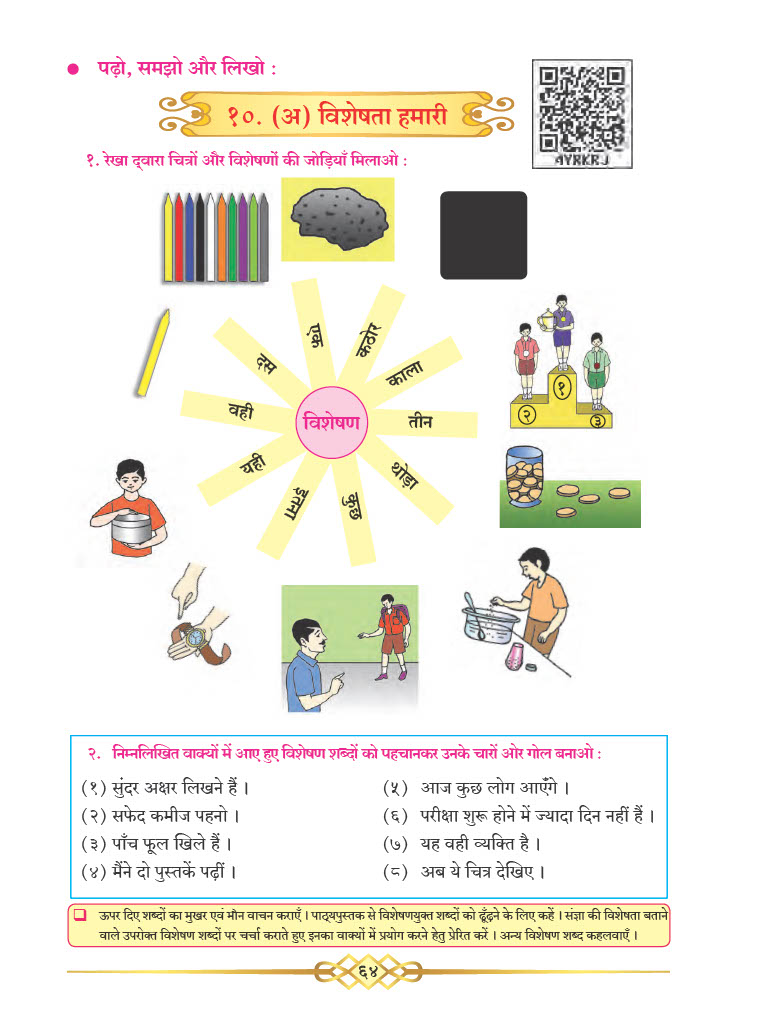 ● पढ़ो, समझो और लिखो :
१०. (अ) विशेषता हमारी
4YRKRJ
१. रेखा द्‌वारा चित्रों और विशेषणों की जोड़ियाँ मिलाओ :
एक
कठोर
दस
काला
वही
विशेषण
तीन
यही
थोड़ा
इतना
कुछ
१
२
३
२. निम्नलिखित वाक्यों में आए हुए विशेषण शब्दों को पहचानकर उनके चारों ओर गोल बनाओ :
(१) सुंदर अक्षर लिखने हैं ।
(२) सफेद कमीज पहनो ।
(३) पाँच फूल खिले हैं ।
(४) मैंने दो पुस्तकें पढ़ीं ।
(५) आज कुछ लोग आएँगे ।
(६) परीक्षा शुरू होने में ज्यादा दिन नहीं हैं ।
(७) यह वही व्यक्ति है ।
(८) अब ये चित्र देखिए ।
❑ ऊपर दिए शब्दों का मुखर एवं मौन वाचन कराएँ । पाठ्‌यपुस्तक से विशेषणयुक्त शब्दों को ढूँढ़ने के लिए कहें । संज्ञा की विशेषता बताने
वाले उपरोक्त विशेषण शब्दों पर चर्चा कराते हुए इनका वाक्यों में प्रयोग करने हेतु प्रेरित करें । अन्य विशेषण शब्द कहलवाएँ ।
६४